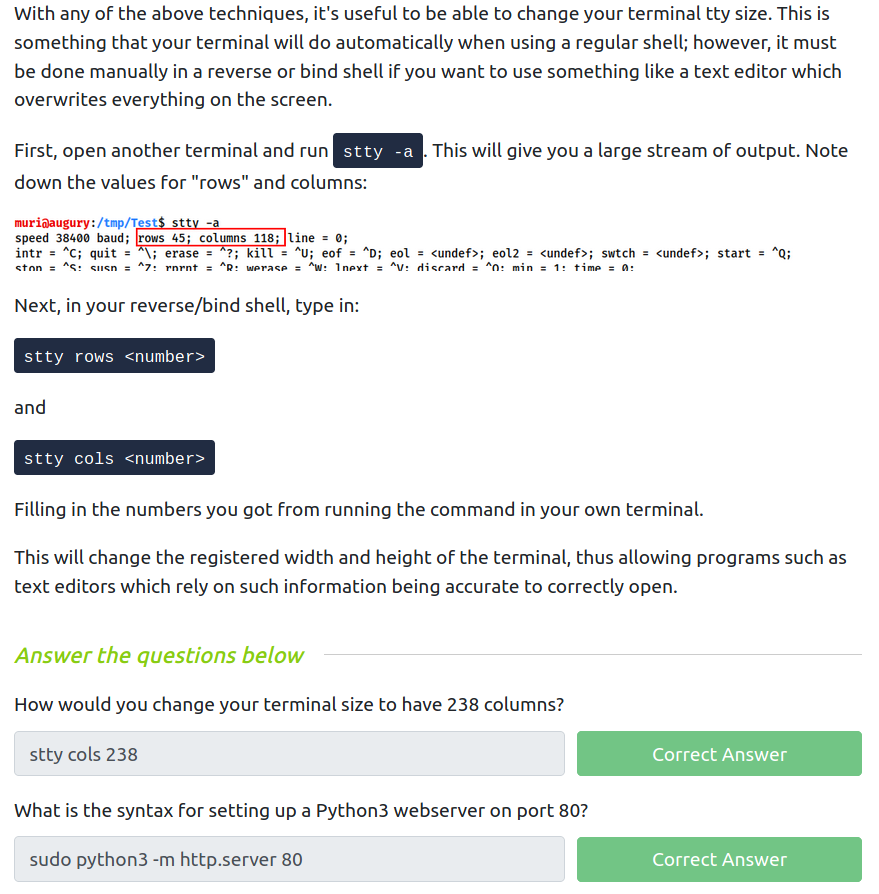 With any of the above techniques, it's useful to be able to change your terminal tty size. This is
something that your terminal will do automatically when using a regular shell; however, it must
be done manually in a reverse or bind shell if you want to use something like a text editor which
overwrites everything on the screen.
First, open another terminal and run stty -a . This will give you a large stream of output. Note
down the values for "rows" and columns:
muri@augury:/tmp/Test$ stty -a
speed 38400 baud; rows 45; columns 118; line = 0;
intr = ^C; quit = ^\; erase = ^?; kill = ^U; eof = ^D; eol = <undef>; eol2 = <undef>; swtch = <undef>; start = ^Q;
stop = ^S; susp = ^Z; rprnt = ^R; werase = ^W; lnext = ^V; discard = ^O; min = 1; time = 0;
Next, in your reverse/bind shell, type in:
stty rows <number>
and
stty cols <number>
Filling in the numbers you got from running the command in your own terminal.
This will change the registered width and height of the terminal, thus allowing programs such as
text editors which rely on such information being accurate to correctly open.
Answer the questions below
How would you change your terminal size to have 238 columns?
stty cols 238 Correct Answer
What is the syntax for setting up a Python3 webserver on port 80?
sudo python3 -m http.server 80 Correct Answer